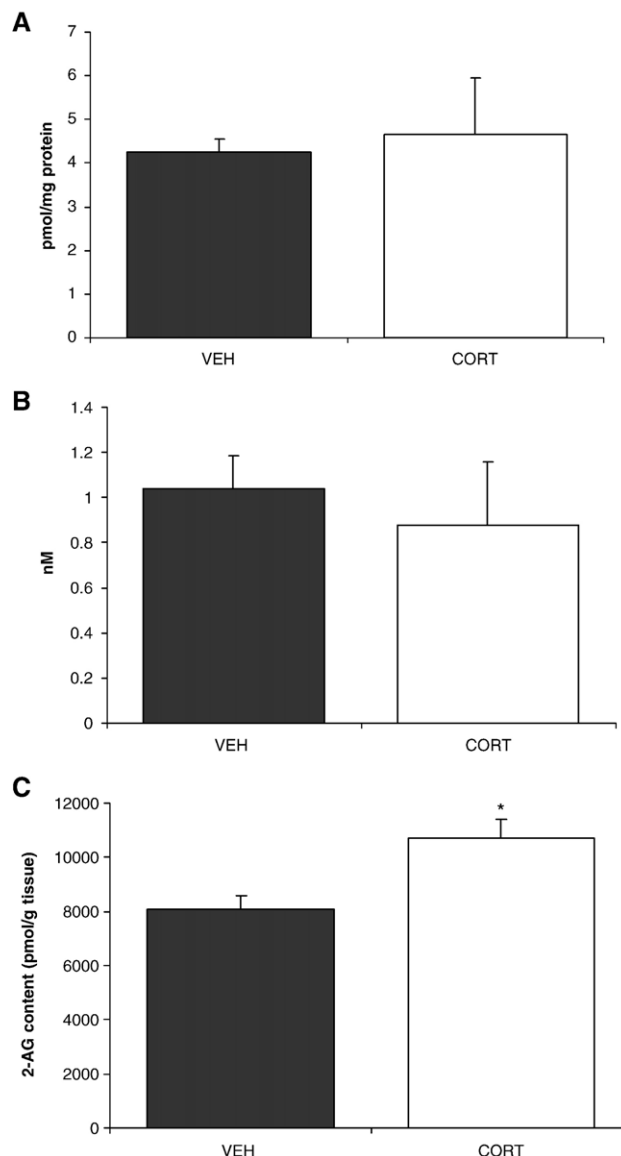 A
7
6
5
4
3
2
1
0
pmol/mg protein
VEH CORT
B
1.4
1.2
1
0.8
0.6
0.4
0.2
0
nM
VEH CORT
C
12000
10000
8000
6000
4000
2000
0
2-AG content (pmol/g tissue)
*
VEH CORT